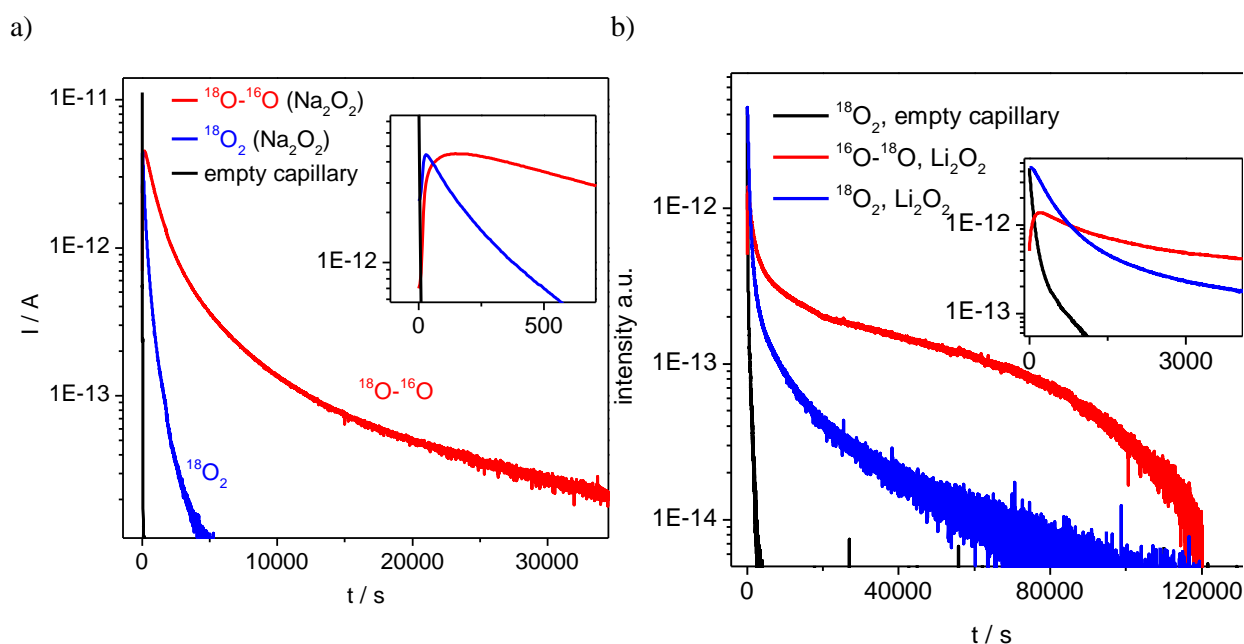 a)
1E-11
1E-12
1E-13
I / A
¹⁸O-¹⁶O (Na₂O₂)
¹⁸O₂ (Na₂O₂)
empty capillary
1E-12
0
500
¹⁸O-¹⁶O
¹⁸O₂
0
10000
20000
30000
t / s
b)
intensity a.u.
1E-12
1E-13
1E-14
¹⁸O₂, empty capillary
¹⁶O-¹⁸O, Li₂O₂
¹⁸O₂, Li₂O₂
1E-12
1E-13
0
3000
0
40000
80000
120000
t / s